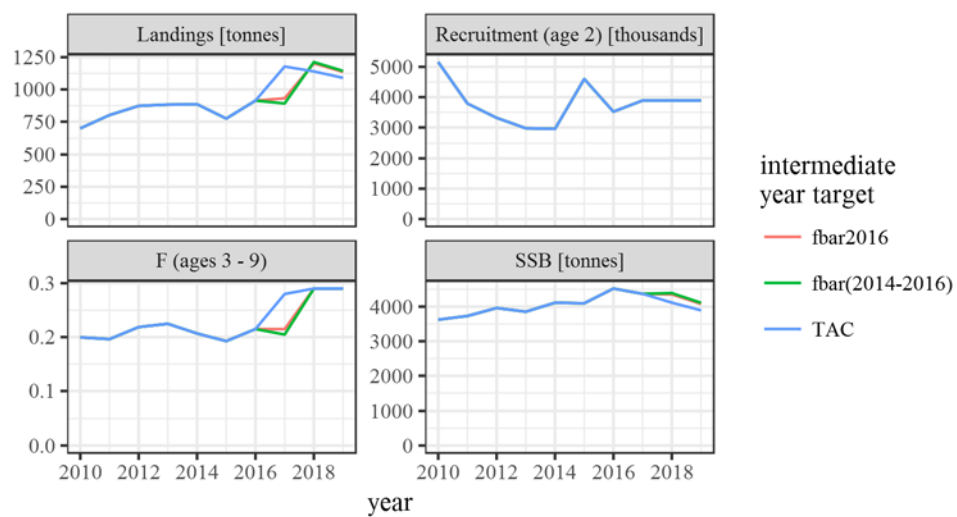 Landings [tonnes]
1250
1000
750
500
250
0
Recruitment (age 2) [thousands]
5000
4000
3000
2000
1000
0
F (ages 3 - 9)
0.3
0.2
0.1
0.0
2010 2012 2014 2016 2018
SSB [tonnes]
4000
3000
2000
1000
0
2010 2012 2014 2016 2018
year
intermediate
year target
fbar2016
fbar(2014-2016)
TAC